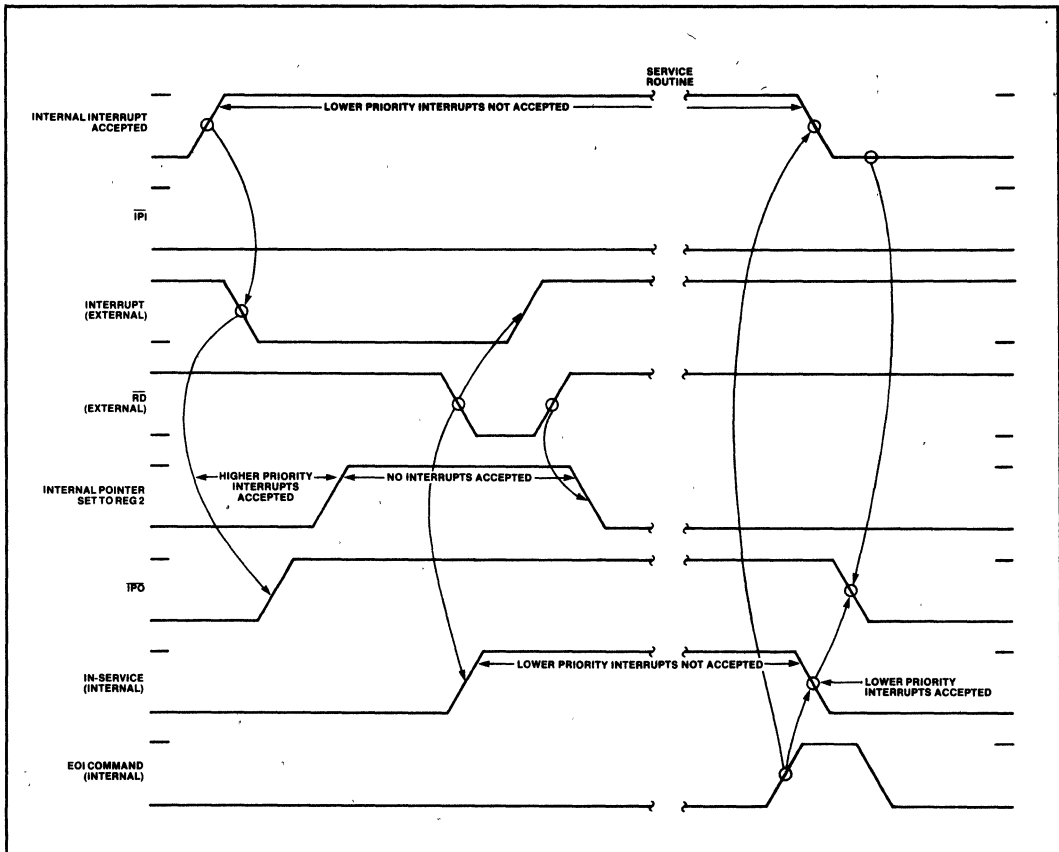 SERVICE
ROUTINE
LOWER PRIORITY INTERRUPTS NOT ACCEPTED
INTERNAL INTERRUPT
ACCEPTED
IPI
INTERRUPT
(EXTERNAL)
RD
(EXTERNAL)
HIGHER PRIORITY
INTERRUPTS
ACCEPTED
NO INTERRUPTS ACCEPTED
INTERNAL POINTER
SET TO REG 2
IPO
LOWER PRIORITY INTERRUPTS NOT ACCEPTED
IN-SERVICE
(INTERNAL)
LOWER PRIORITY
INTERRUPTS ACCEPTED
EOI COMMAND
(INTERNAL)